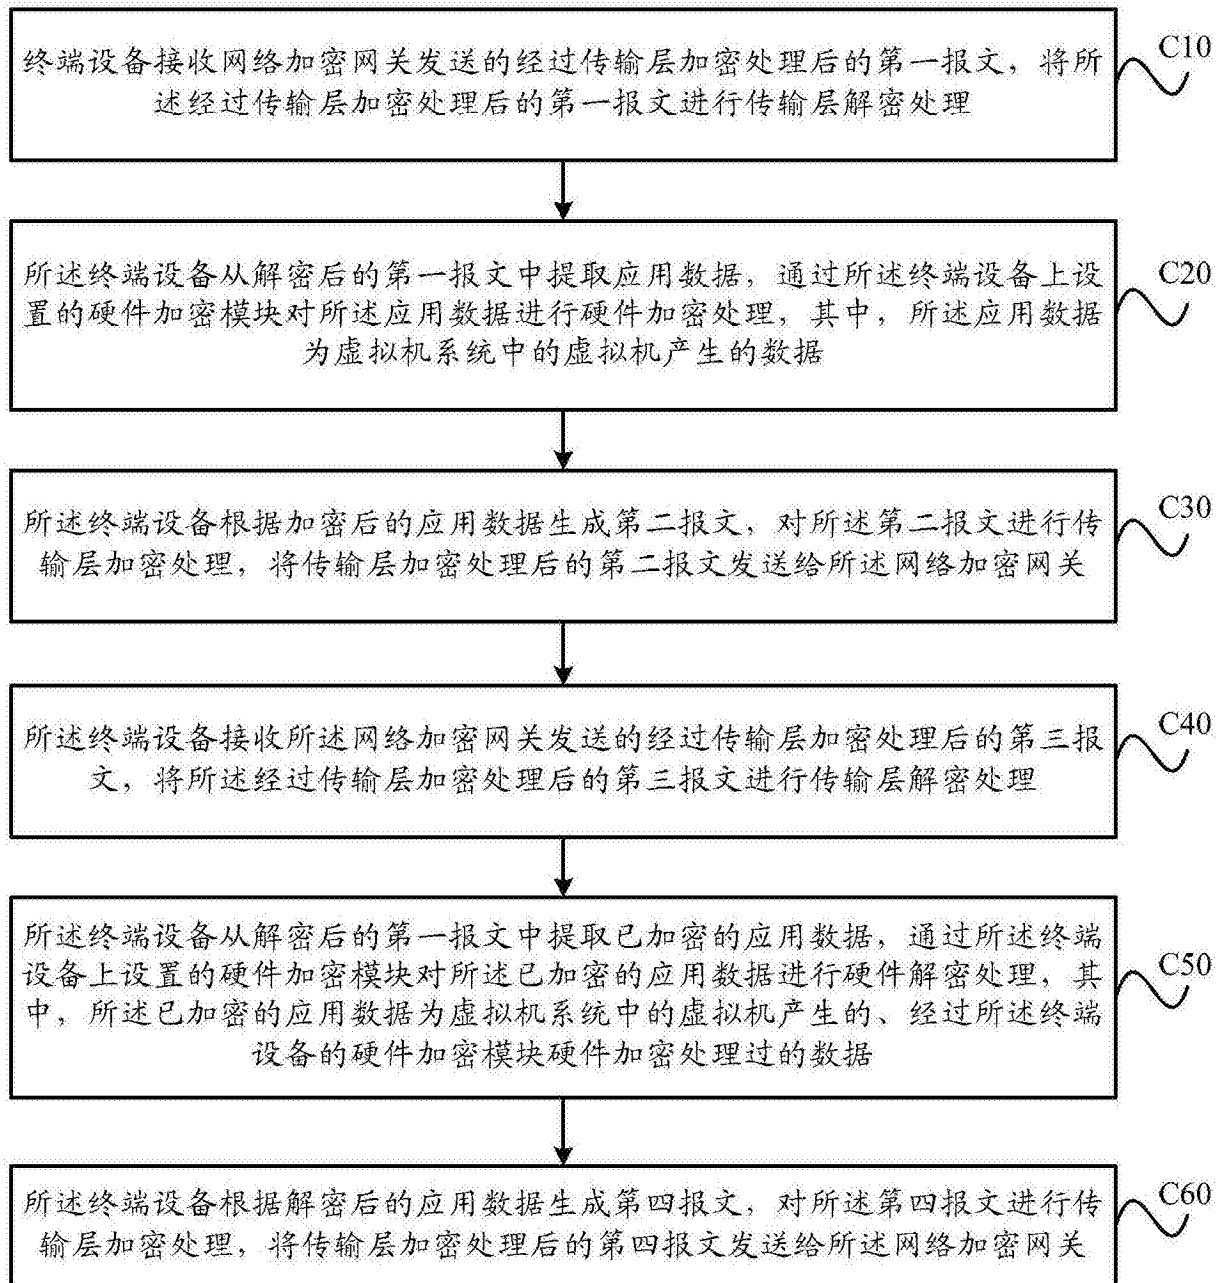 终端设备接收网络加密网关发送的经过传输层加密处理后的第一报文，将所
述经过传输层加密处理后的第一报文进行传输层解密处理
C10
所述终端设备从解密后的第一报文中提取应用数据，通过所述终端设备上设
置的硬件加密模块对所述应用数据进行硬件加密处理，其中，所述应用数据
为虚拟机系统中的虚拟机产生的数据
C20
所述终端设备根据加密后的应用数据生成第二报文，对所述第二报文进行传
输层加密处理，将传输层加密处理后的第二报文发送给所述网络加密网关
C30
所述终端设备接收所述网络加密网关发送的经过传输层加密处理后的第三报
文，将所述经过传输层加密处理后的第三报文进行传输层解密处理
C40
所述终端设备从解密后的第一报文中提取已加密的应用数据，通过所述终端
设备上设置的硬件加密模块对所述已加密的应用数据进行硬件解密处理，其
中，所述已加密的应用数据为虚拟机系统中的虚拟机产生的、经过所述终端
设备的硬件加密模块硬件加密处理过的数据
C50
所述终端设备根据解密后的应用数据生成第四报文，对所述第四报文进行传
输层加密处理，将传输层加密处理后的第四报文发送给所述网络加密网关
C60